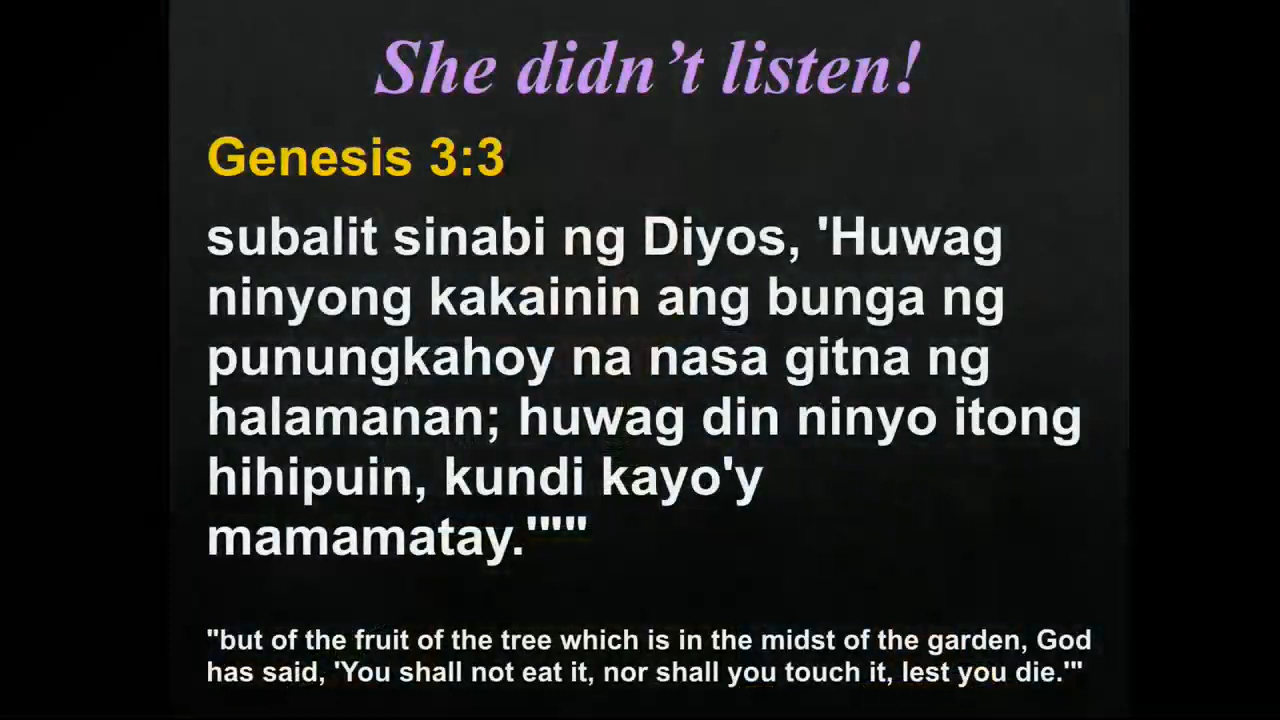 She didn’t listen!
Genesis 3:3
subalit sinabi ng Diyos, 'Huwag
ninyong kakainin ang bunga ng
punungkahoy na nasa gitna ng
halamanan; huwag din ninyo itong
hihipuin, kundi kayo'y
mamamatay.'"'"
"but of the fruit of the tree which is in the midst of the garden, God
has said, 'You shall not eat it, nor shall you touch it, lest you die.'"